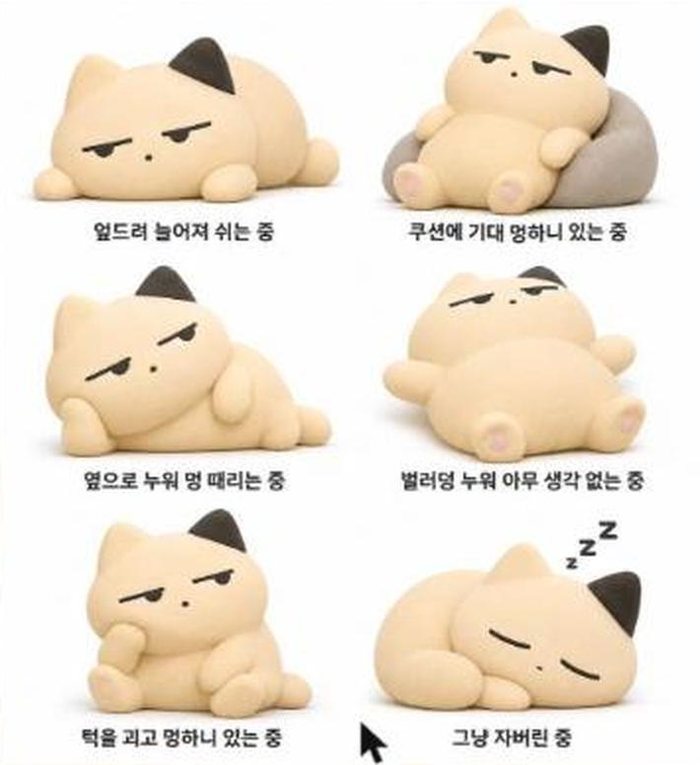 엎드려 늘어져 쉬는 중
쿠션에 기대 멍하니 있는 중
옆으로 누워 멍 때리는 중
벌러덩 누워 아무 생각 없는 중
턱을 괴고 멍하니 있는 중
z z z
그냥 자버린 중